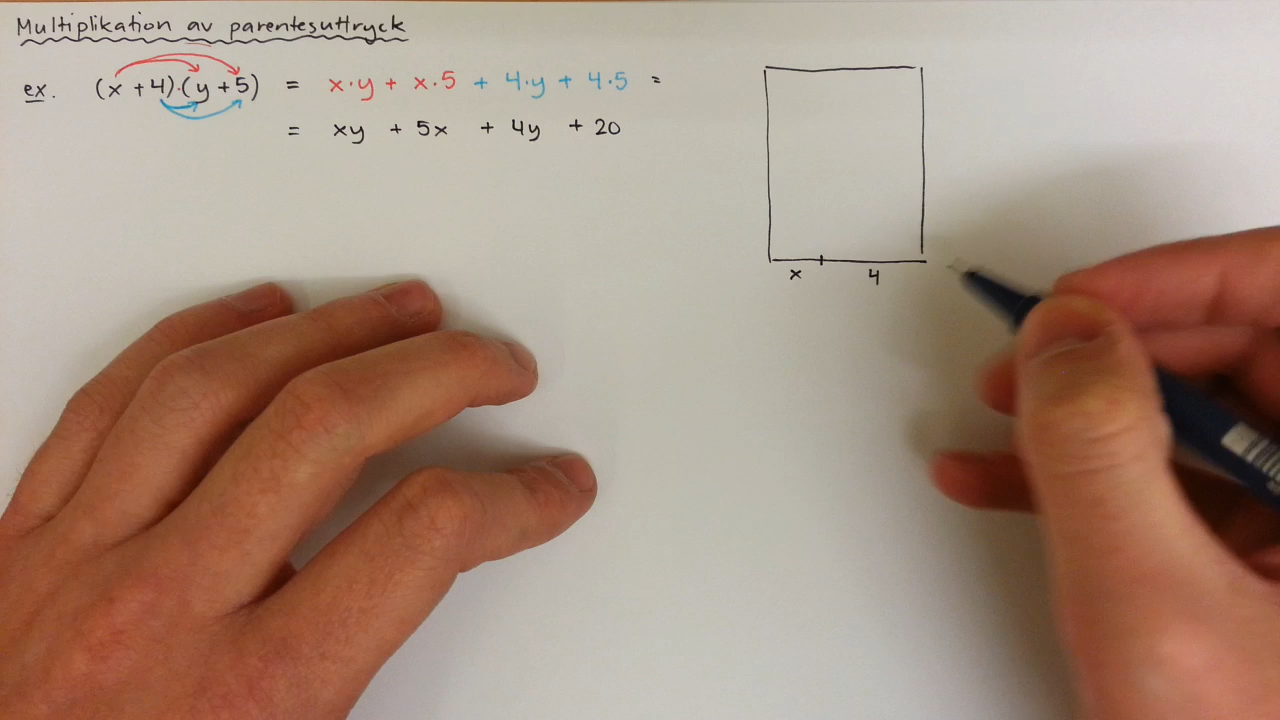 Multiplikation av parentesuttryck
ex. (x + 4)·(y + 5) = x·y + x·5 + 4·y + 4·5 =
= xy + 5x + 4y + 20
x 4